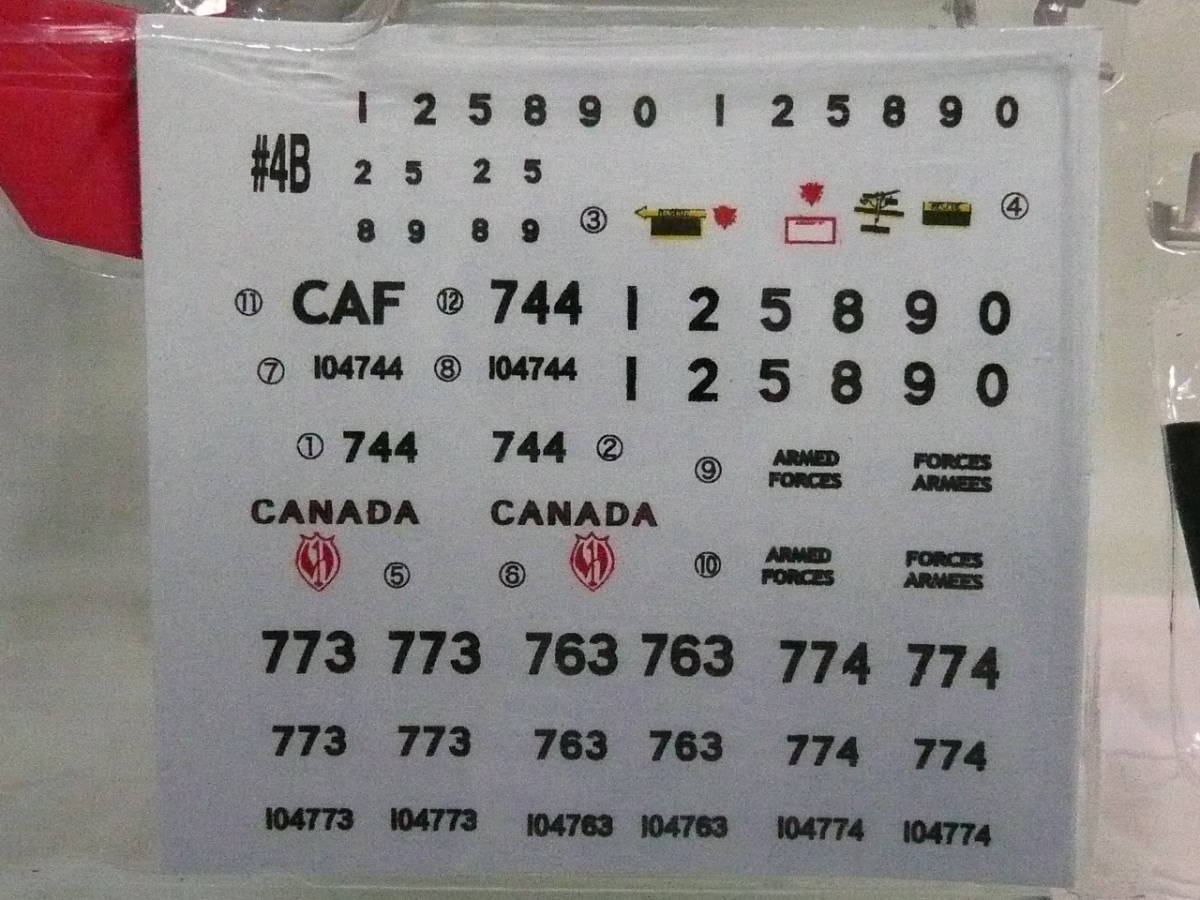 1 2 5 8 9 0 1 2 5 8 9 0
#4B 2 5 2 5
8 9 8 9 ③ ④
⑪ CAF ⑫ 744 1 2 5 8 9 0
⑦ 104744 ⑧ 104744 1 2 5 8 9 0
① 744 744 ② ⑨ ARMED FORCES
FORCES ARMEES
CANADA CANADA
⑤ ⑥ ⑩ ARMED FORCES
FORCES ARMEES
773 773 763 763 774 774
773 773 763 763 774 774
104773 104773 104763 104763 104774 104774